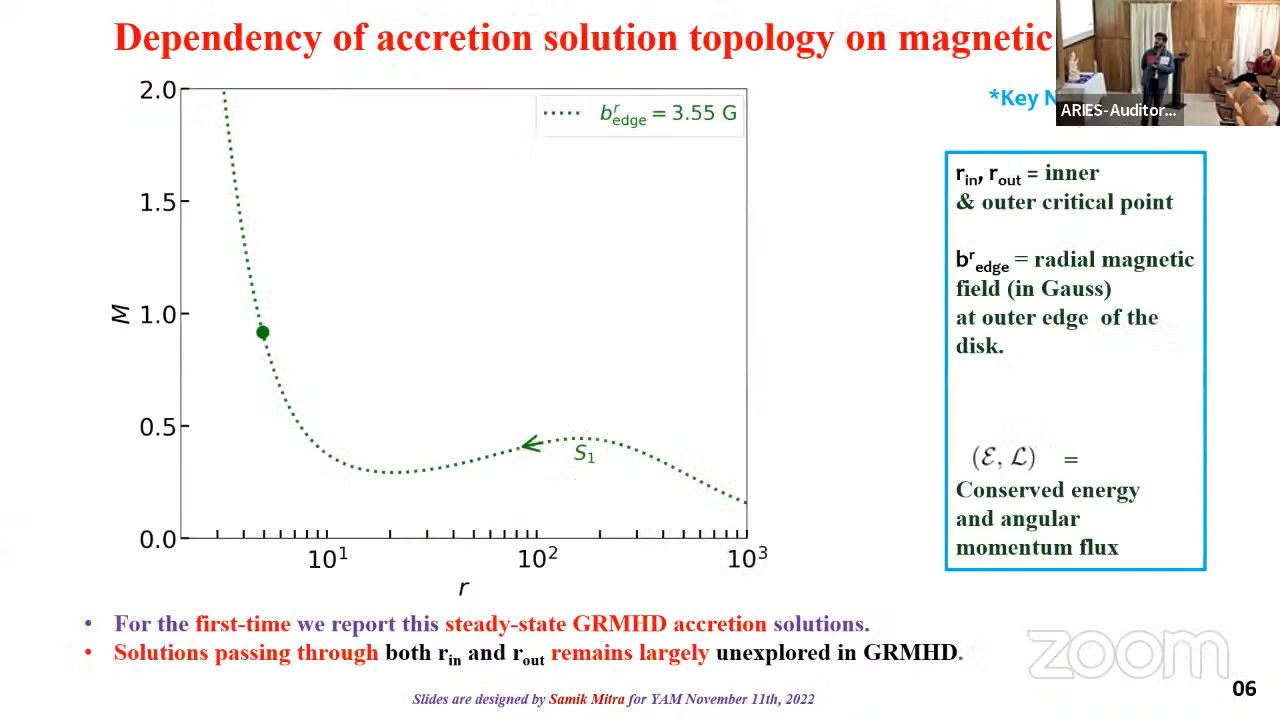 Dependency of accretion solution topology on magnetic
*Key N
ARIES-Auditor...
2.0
1.5
1.0
0.5
0.0
M
b^r_edge = 3.55 G
S₁
10¹
10²
10³
r
r_in, r_out = inner
& outer critical point
b^r_edge = radial magnetic
field (in Gauss)
at outer edge of the
disk.
(ℰ, ℒ) =
Conserved energy
and angular
momentum flux
• For the first-time we report this steady-state GRMHD accretion solutions.
• Solutions passing through both r_in and r_out remains largely unexplored in GRMHD.
zoom
Slides are designed by Samik Mitra for YAM November 11th, 2022
06